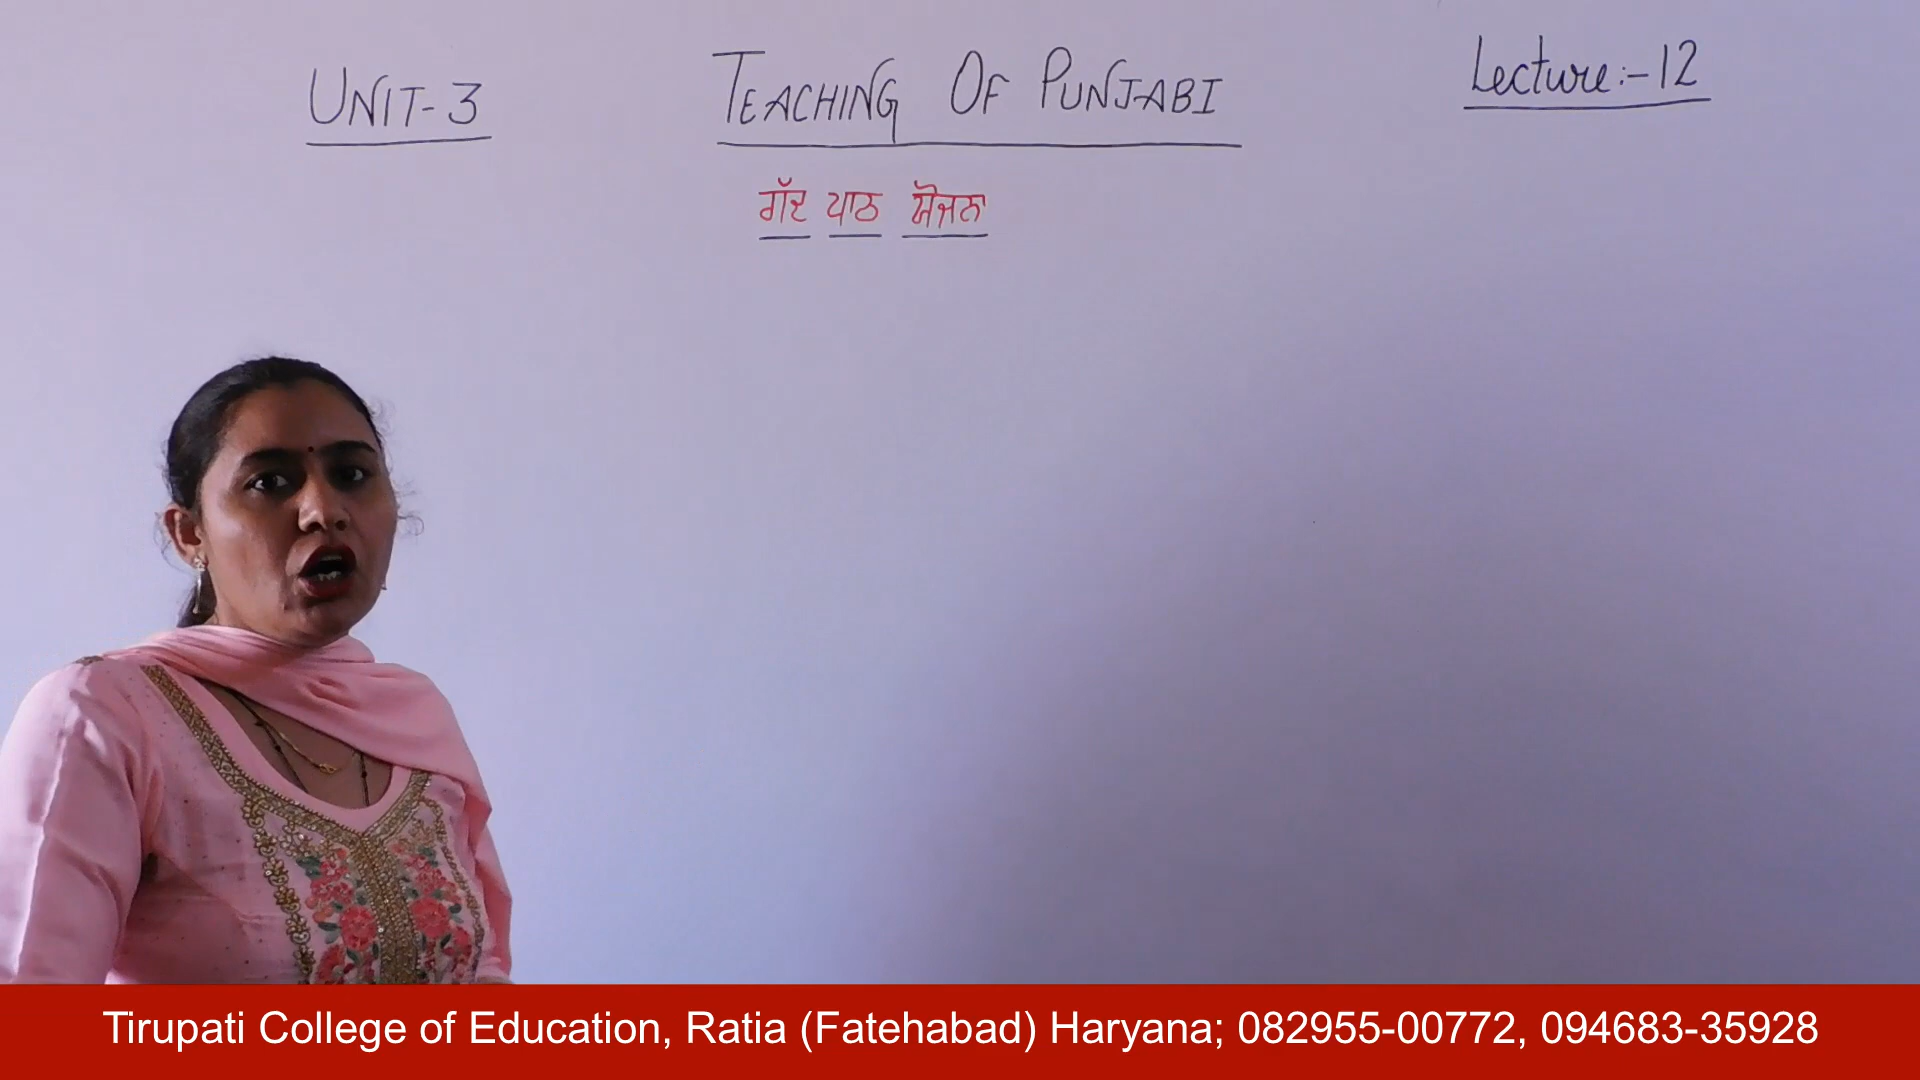 UNIT-3 TEACHING OF PUNJABI Lecture:-12
ਗੱਦ ਪਾਠ ਯੋਜਨਾ
Tirupati College of Education, Ratia (Fatehabad) Haryana; 082955-00772, 094683-35928